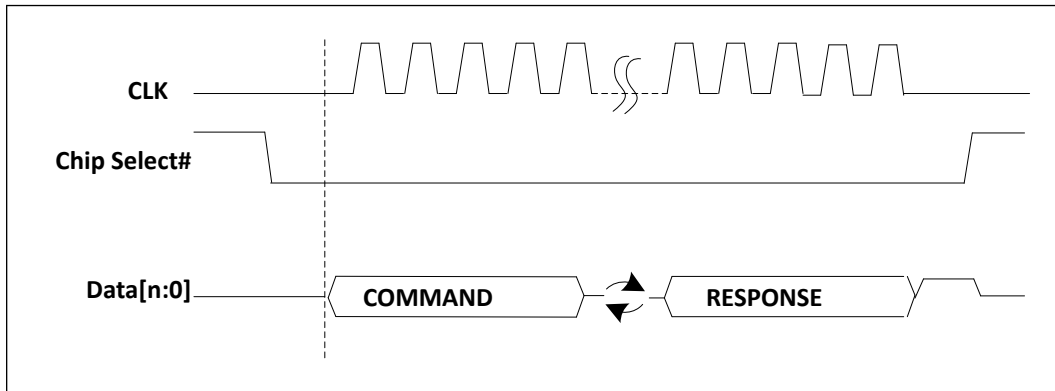 CLK
Chip Select#
Data[n:0]
COMMAND
RESPONSE